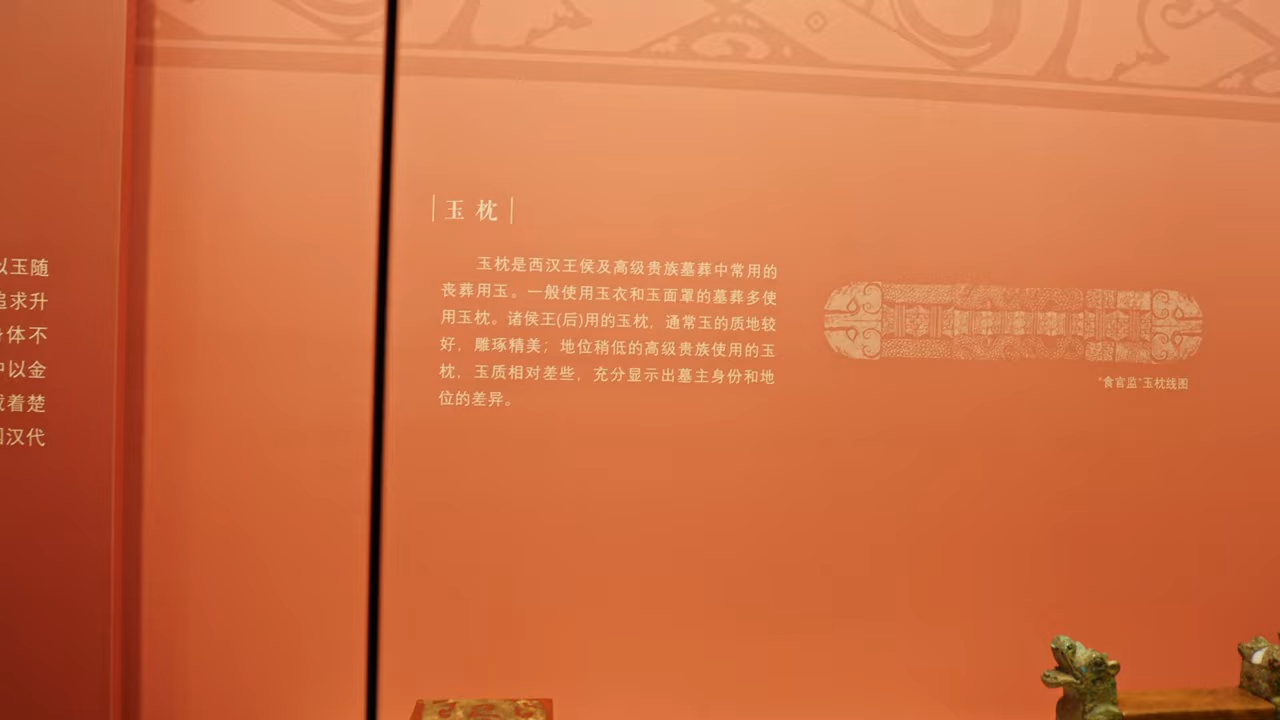 以玉随
追求升
身体不
中以金
着楚
国汉代
玉枕
玉枕是西汉王侯及高级贵族墓葬中常用的
丧葬用玉。一般使用玉衣和玉面罩的墓葬多使
用玉枕。诸侯王(后)用的玉枕，通常玉的质地较
好，雕琢精美；地位稍低的高级贵族使用的玉
枕，玉质相对差些，充分显示出墓主身份和地
位的差异。
“食官监”玉枕线图